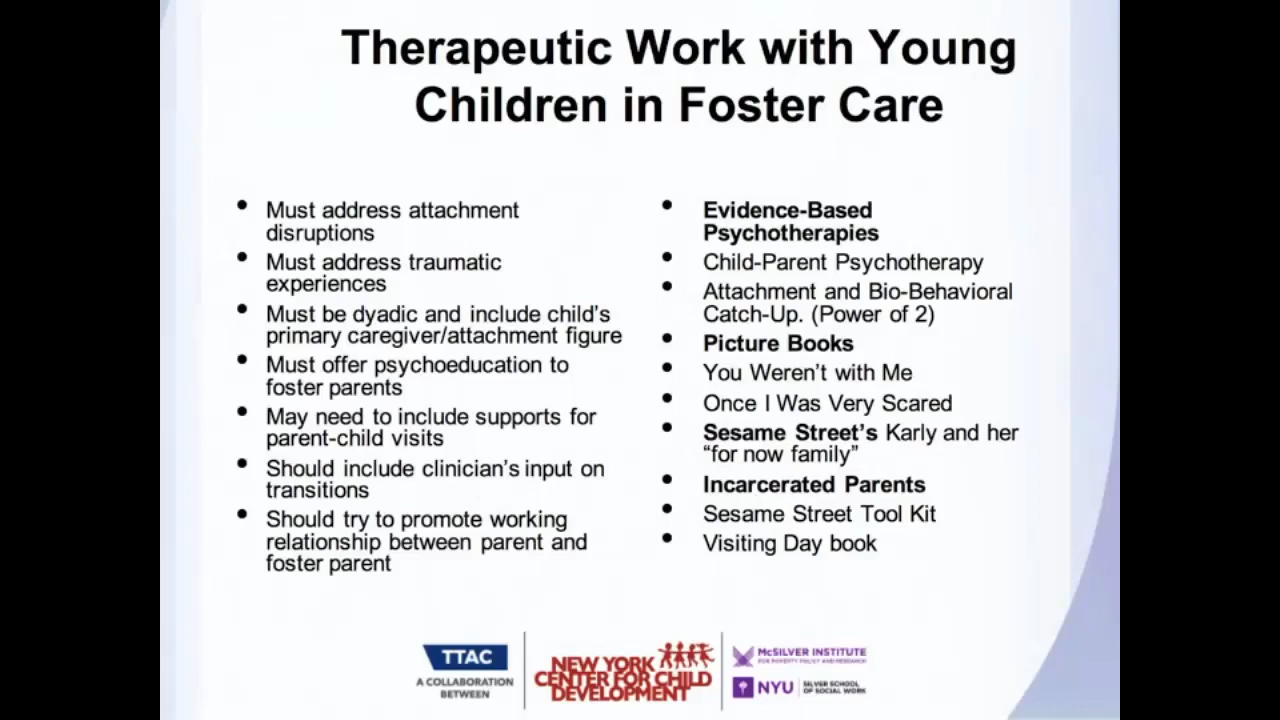 Therapeutic Work with Young
Children in Foster Care
• Must address attachment
disruptions
• Must address traumatic
experiences
• Must be dyadic and include child's
primary caregiver/attachment figure
• Must offer psychoeducation to
foster parents
• May need to include supports for
parent-child visits
• Should include clinician's input on
transitions
• Should try to promote working
relationship between parent and
foster parent
• Evidence-Based
Psychotherapies
• Child-Parent Psychotherapy
• Attachment and Bio-Behavioral
Catch-Up. (Power of 2)
• Picture Books
• You Weren't with Me
• Once I Was Very Scared
• Sesame Street's Karly and her
“for now family”
• Incarcerated Parents
• Sesame Street Tool Kit
• Visiting Day book
TTAC
A COLLABORATION
BETWEEN
NEW YORK
CENTER FOR CHILD
DEVELOPMENT
McSILVER INSTITUTE
FOR POVERTY POLICY AND RESEARCH
NYU
SILVER SCHOOL
OF SOCIAL WORK